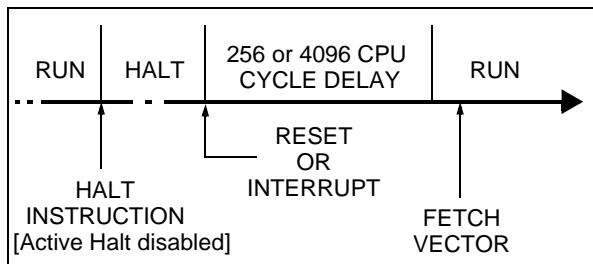 RUN
HALT
256 or 4096 CPU
CYCLE DELAY
RUN
RESET
OR
INTERRUPT
HALT
INSTRUCTION
[Active Halt disabled]
FETCH
VECTOR